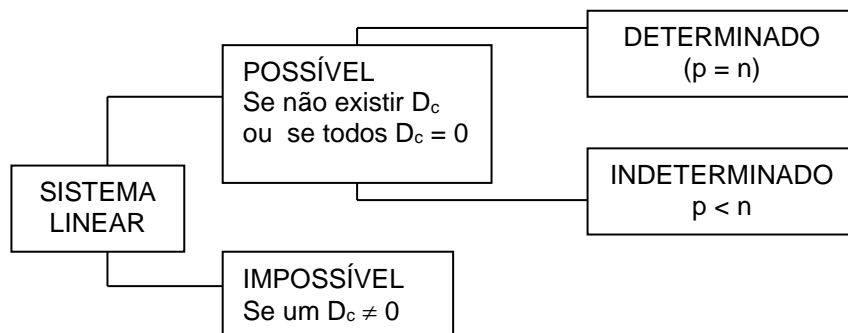 SISTEMA
LINEAR
POSSÍVEL
Se não existir Dc
ou se todos Dc = 0
DETERMINADO
(p = n)
INDETERMINADO
p < n
IMPOSSÍVEL
Se um Dc ≠ 0